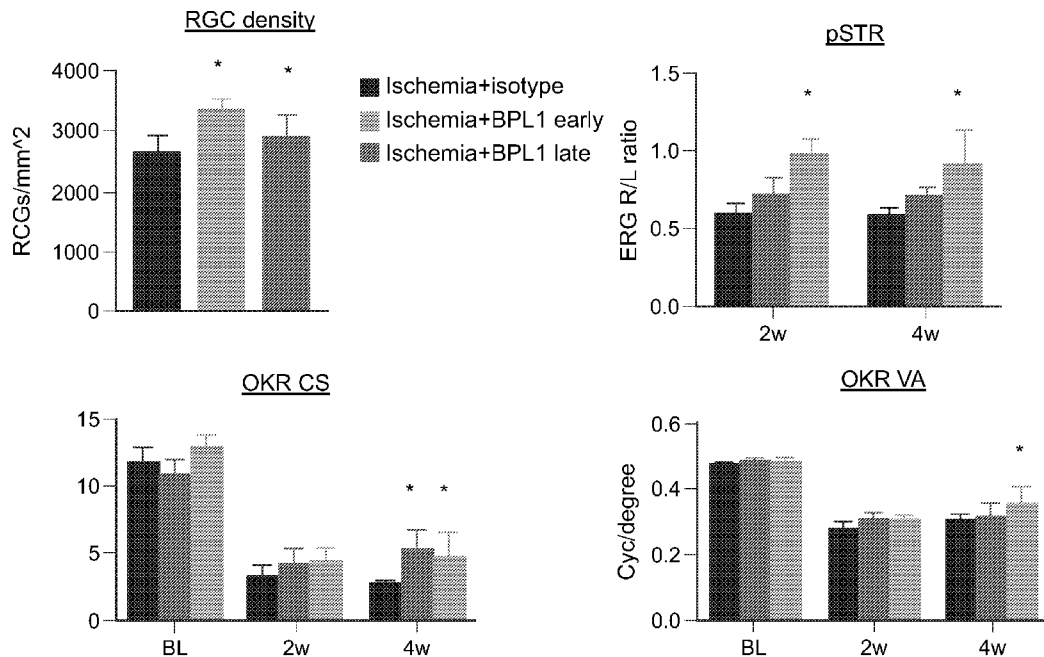 RGC density
* *
4000
3000
2000
1000
0
RCGs/mm^2
Ischemia+isotype
Ischemia+BPL1 early
Ischemia+BPL1 late
pSTR
* *
1.5
1.0
0.5
0.0
ERG R/L ratio
2w 4w
OKR CS
* *
15
10
5
0
BL 2w 4w
OKR VA
*
0.6
0.4
0.2
0.0
Cyc/degree
BL 2w 4w